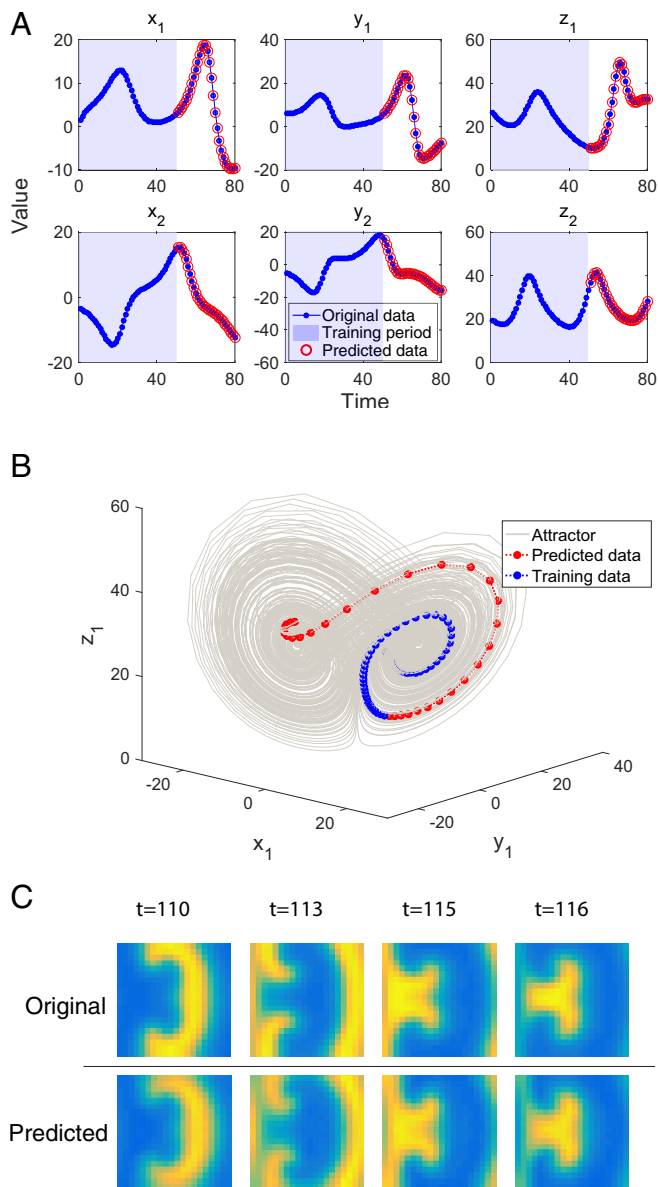 A
x1
y1
z1
20
10
0
-10
0
40
80
40
20
0
-20
0
40
80
60
40
20
0
0
40
80
Value
x2
y2
z2
20
0
-20
0
40
80
20
0
-20
-40
-60
0
40
80
Original data
Training period
Predicted data
60
40
20
0
0
40
80
Time
B
60
40
20
0
z1
-20
0
20
x1
-20
0
20
40
y1
Attractor
Predicted data
Training data
C
t=110
t=113
t=115
t=116
Original
Predicted